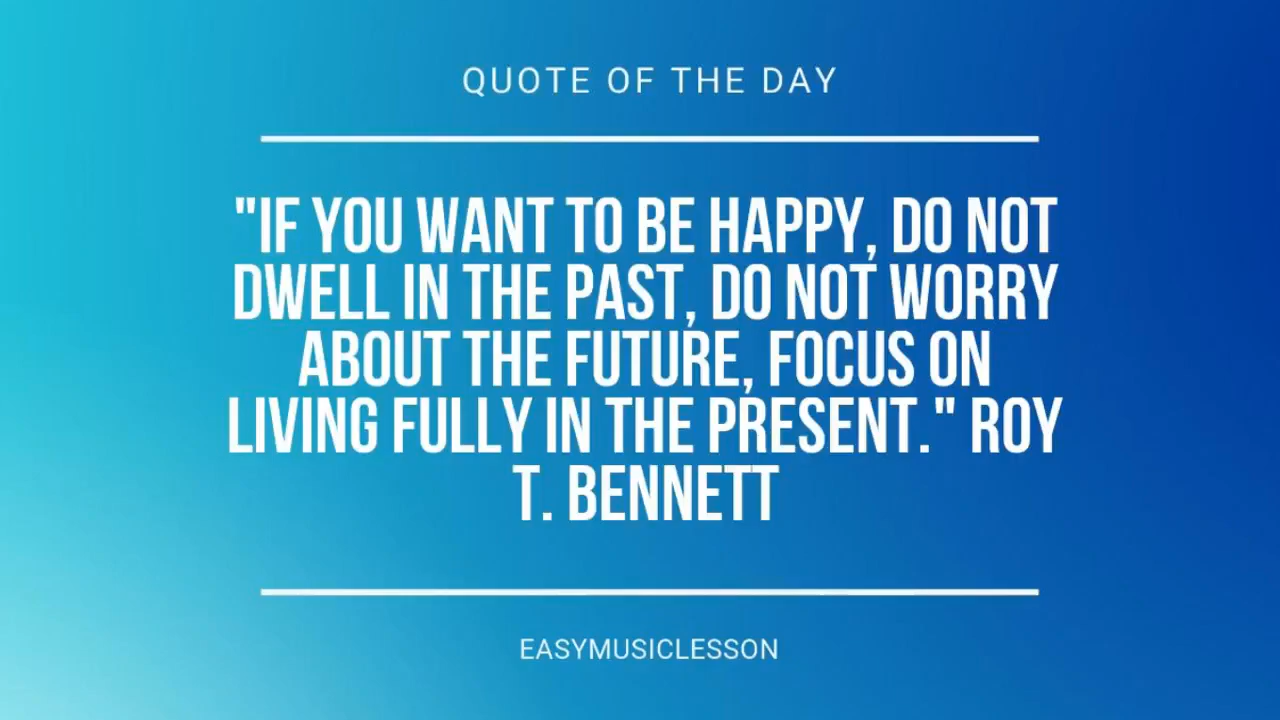 QUOTE OF THE DAY
"IF YOU WANT TO BE HAPPY, DO NOT
DWELL IN THE PAST, DO NOT WORRY
ABOUT THE FUTURE, FOCUS ON
LIVING FULLY IN THE PRESENT." ROY
T. BENNETT
EASYMUSICLESSON